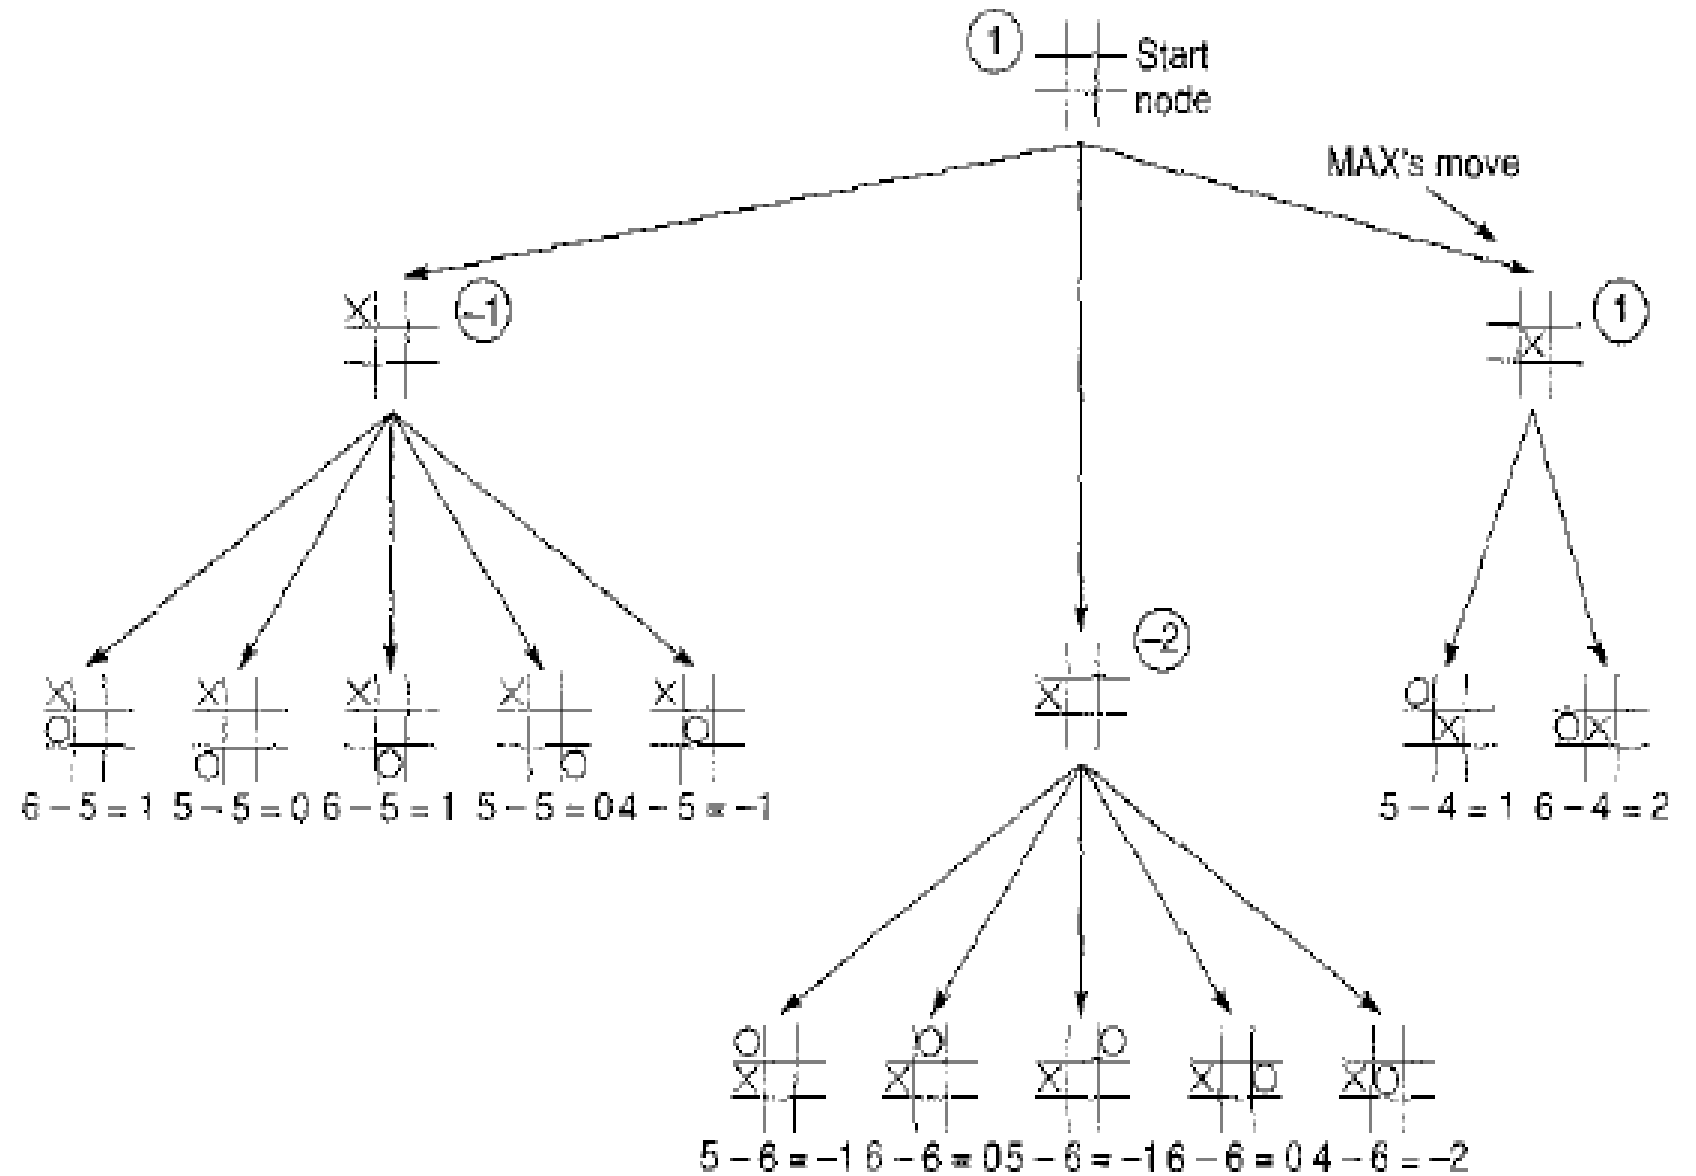 1
Start
node
MAX's move
X
-1
X
1
X X X X X O X
O O O O O X O X
X -2
6 - 5 = 1 5 - 5 = 0 6 - 5 = 1 5 - 5 = 0 4 - 5 = -1
5 - 4 = 1 6 - 4 = 2
O O O
X X X X O X O
5 - 6 = -1 6 - 6 = 0 5 - 6 = -1 6 - 6 = 0 4 - 6 = -2